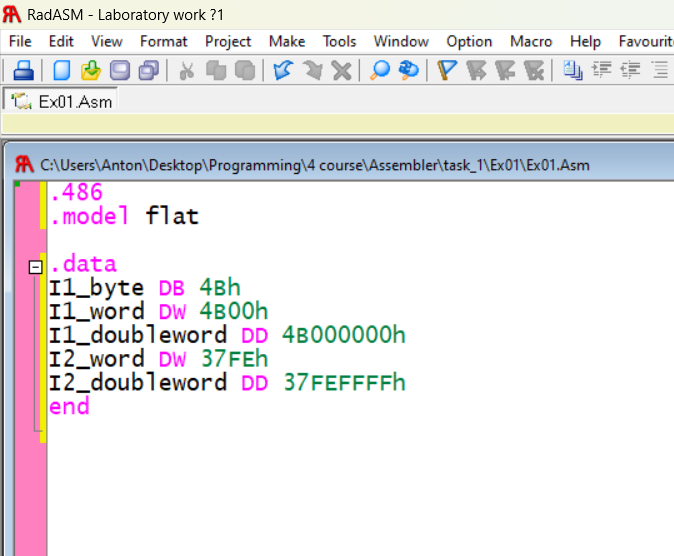 RadASM - Laboratory work ?1
File Edit View Format Project Make Tools Window Option Macro Help Favourit
Ex01.Asm
C:\Users\Anton\Desktop\Programming\4 course\Assembler\task_1\Ex01\Ex01.Asm
.486
.model flat
.data
I1_byte DB 4Bh
I1_word DW 4B00h
I1_doubleword DD 4B000000h
I2_word DW 37FEh
I2_doubleword DD 37FEFFFFh
end